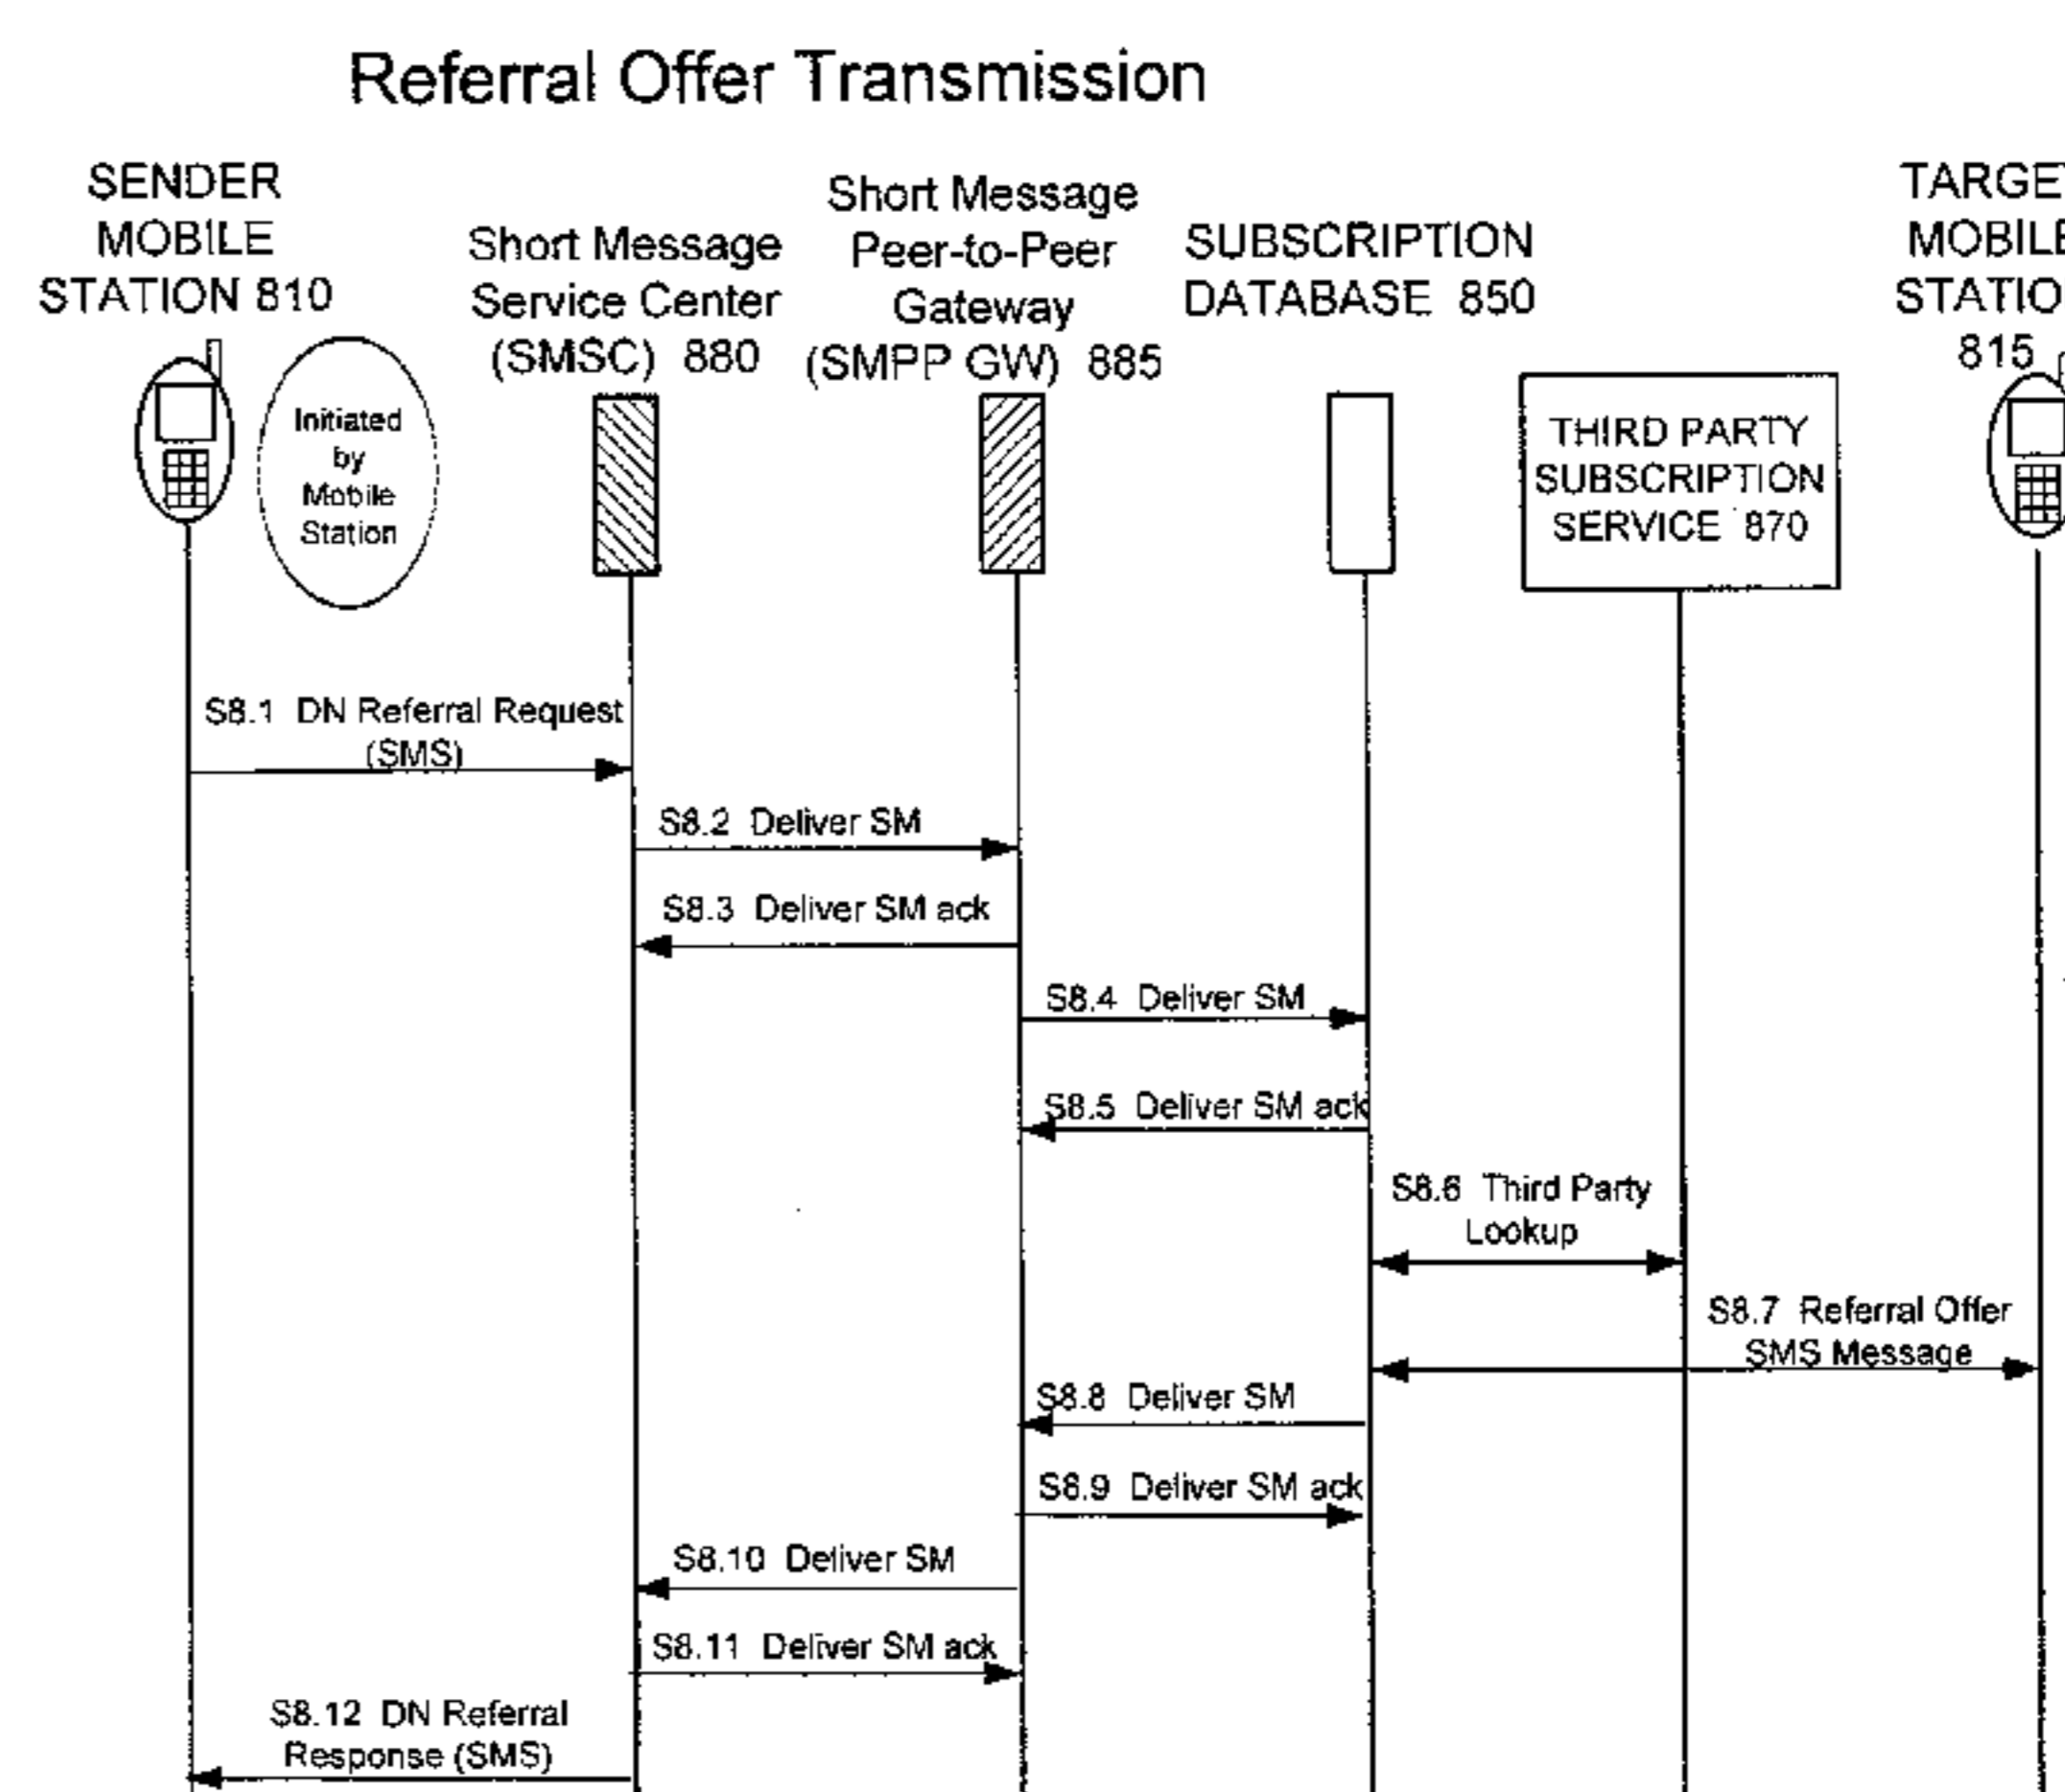 Referral Offer Transmission
SENDER
MOBILE
STATION 810
Initiated
by
Mobile
Station
Short Message
Service Center
(SMSC) 880
Short Message
Peer-to-Peer
Gateway
(SMPP GW) 885
SUBSCRIPTION
DATABASE 850
THIRD PARTY
SUBSCRIPTION
SERVICE 870
TARGET
MOBILE
STATIO
815
S8.1 DN Referral Request
(SMS)
S8.2 Deliver SM
S8.3 Deliver SM ack
S8.4 Deliver SM
S8.5 Deliver SM ack
S8.6 Third Party
Lookup
S8.7 Referral Offer
SMS Message
S8.8 Deliver SM
S8.9 Deliver SM ack
S8.10 Deliver SM
S8.11 Deliver SM ack
S8.12 DN Referral
Response (SMS)